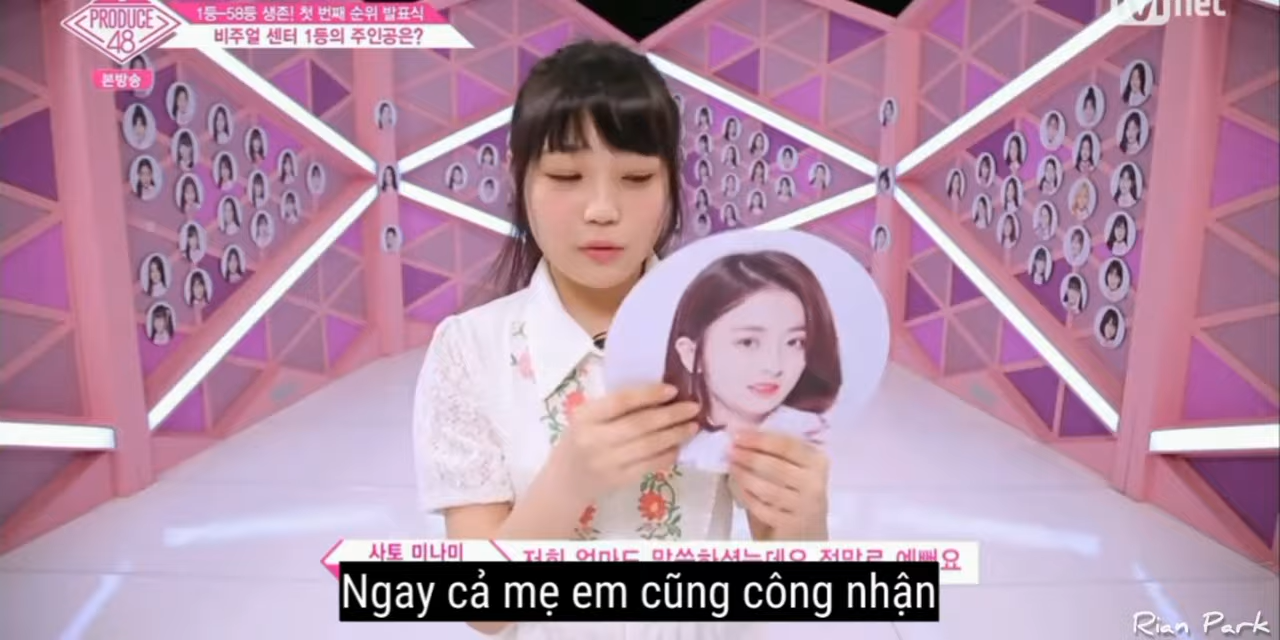 PRODUCE
48
1등–58등 생존! 첫 번째 순위 발표식
비주얼 센터 1등의 주인공은?
본방송
Mnet
사토 미나미
저희 엄마도 말씀하셨는데요 정말로 예뻐요
Ngay cả mẹ em cũng công nhận
Rian Park